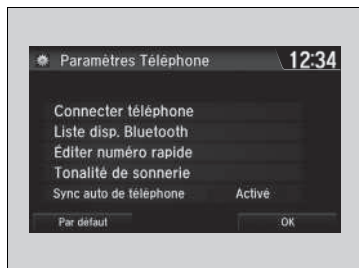 Paramètres Téléphone 12:34
Connecter téléphone
Liste disp. Bluetooth
Éditer numéro rapide
Tonalité de sonnerie
Sync auto de téléphone Activé
Par défaut OK